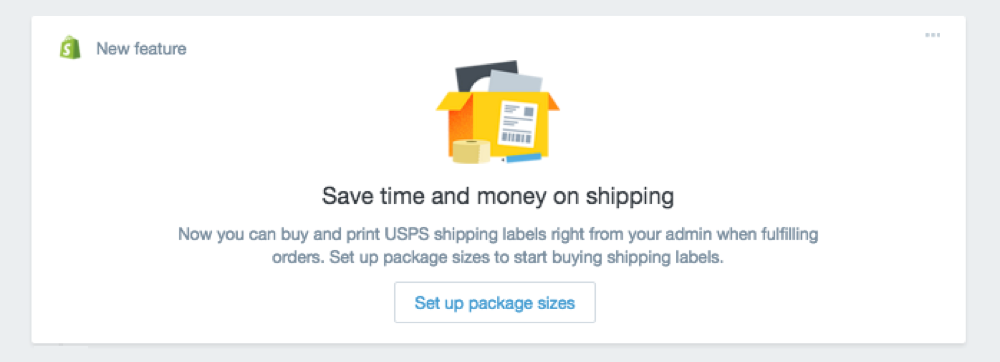 New feature
Save time and money on shipping
Now you can buy and print USPS shipping labels right from your admin when fulfilling
orders. Set up package sizes to start buying shipping labels.
Set up package sizes